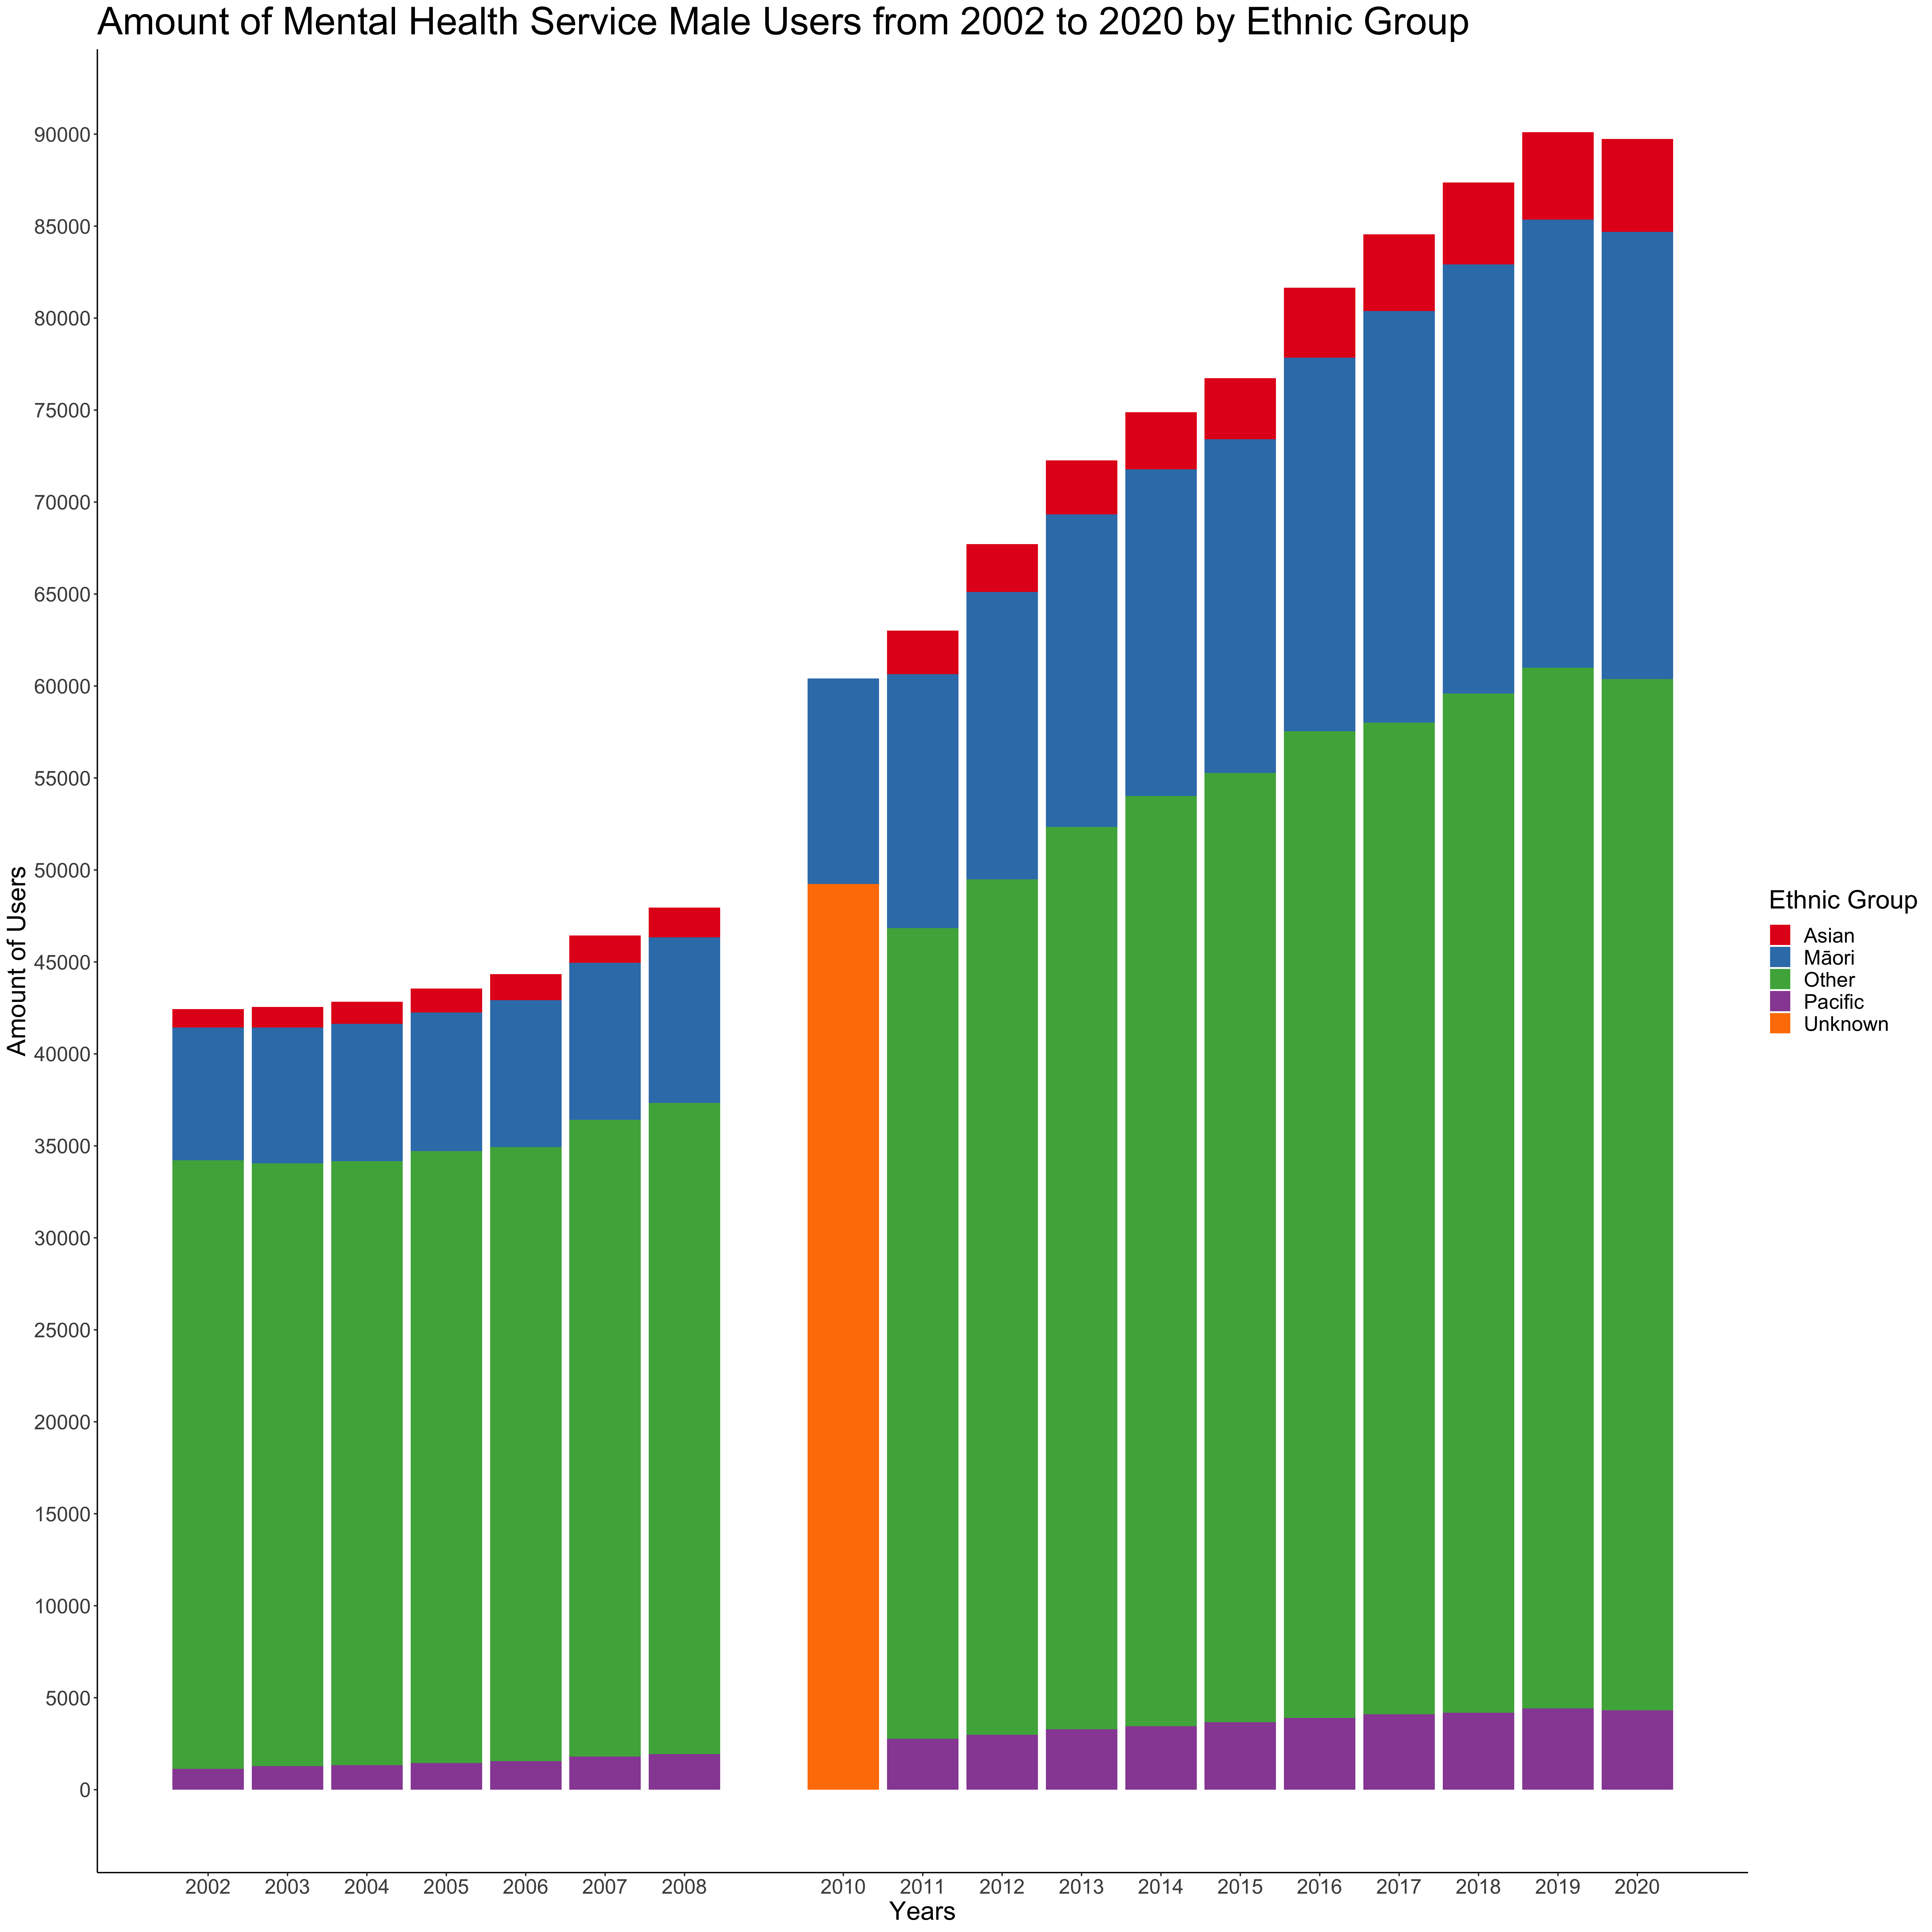 Amount of Mental Health Service Male Users from 2002 to 2020 by Ethnic Group
Amount of Users
90000
85000
80000
75000
70000
65000
60000
55000
50000
45000
40000
35000
30000
25000
20000
15000
10000
5000
0
2002 2003 2004 2005 2006 2007 2008 2010 2011 2012 2013 2014 2015 2016 2017 2018 2019 2020
Years
Ethnic Group
Asian
Māori
Other
Pacific
Unknown